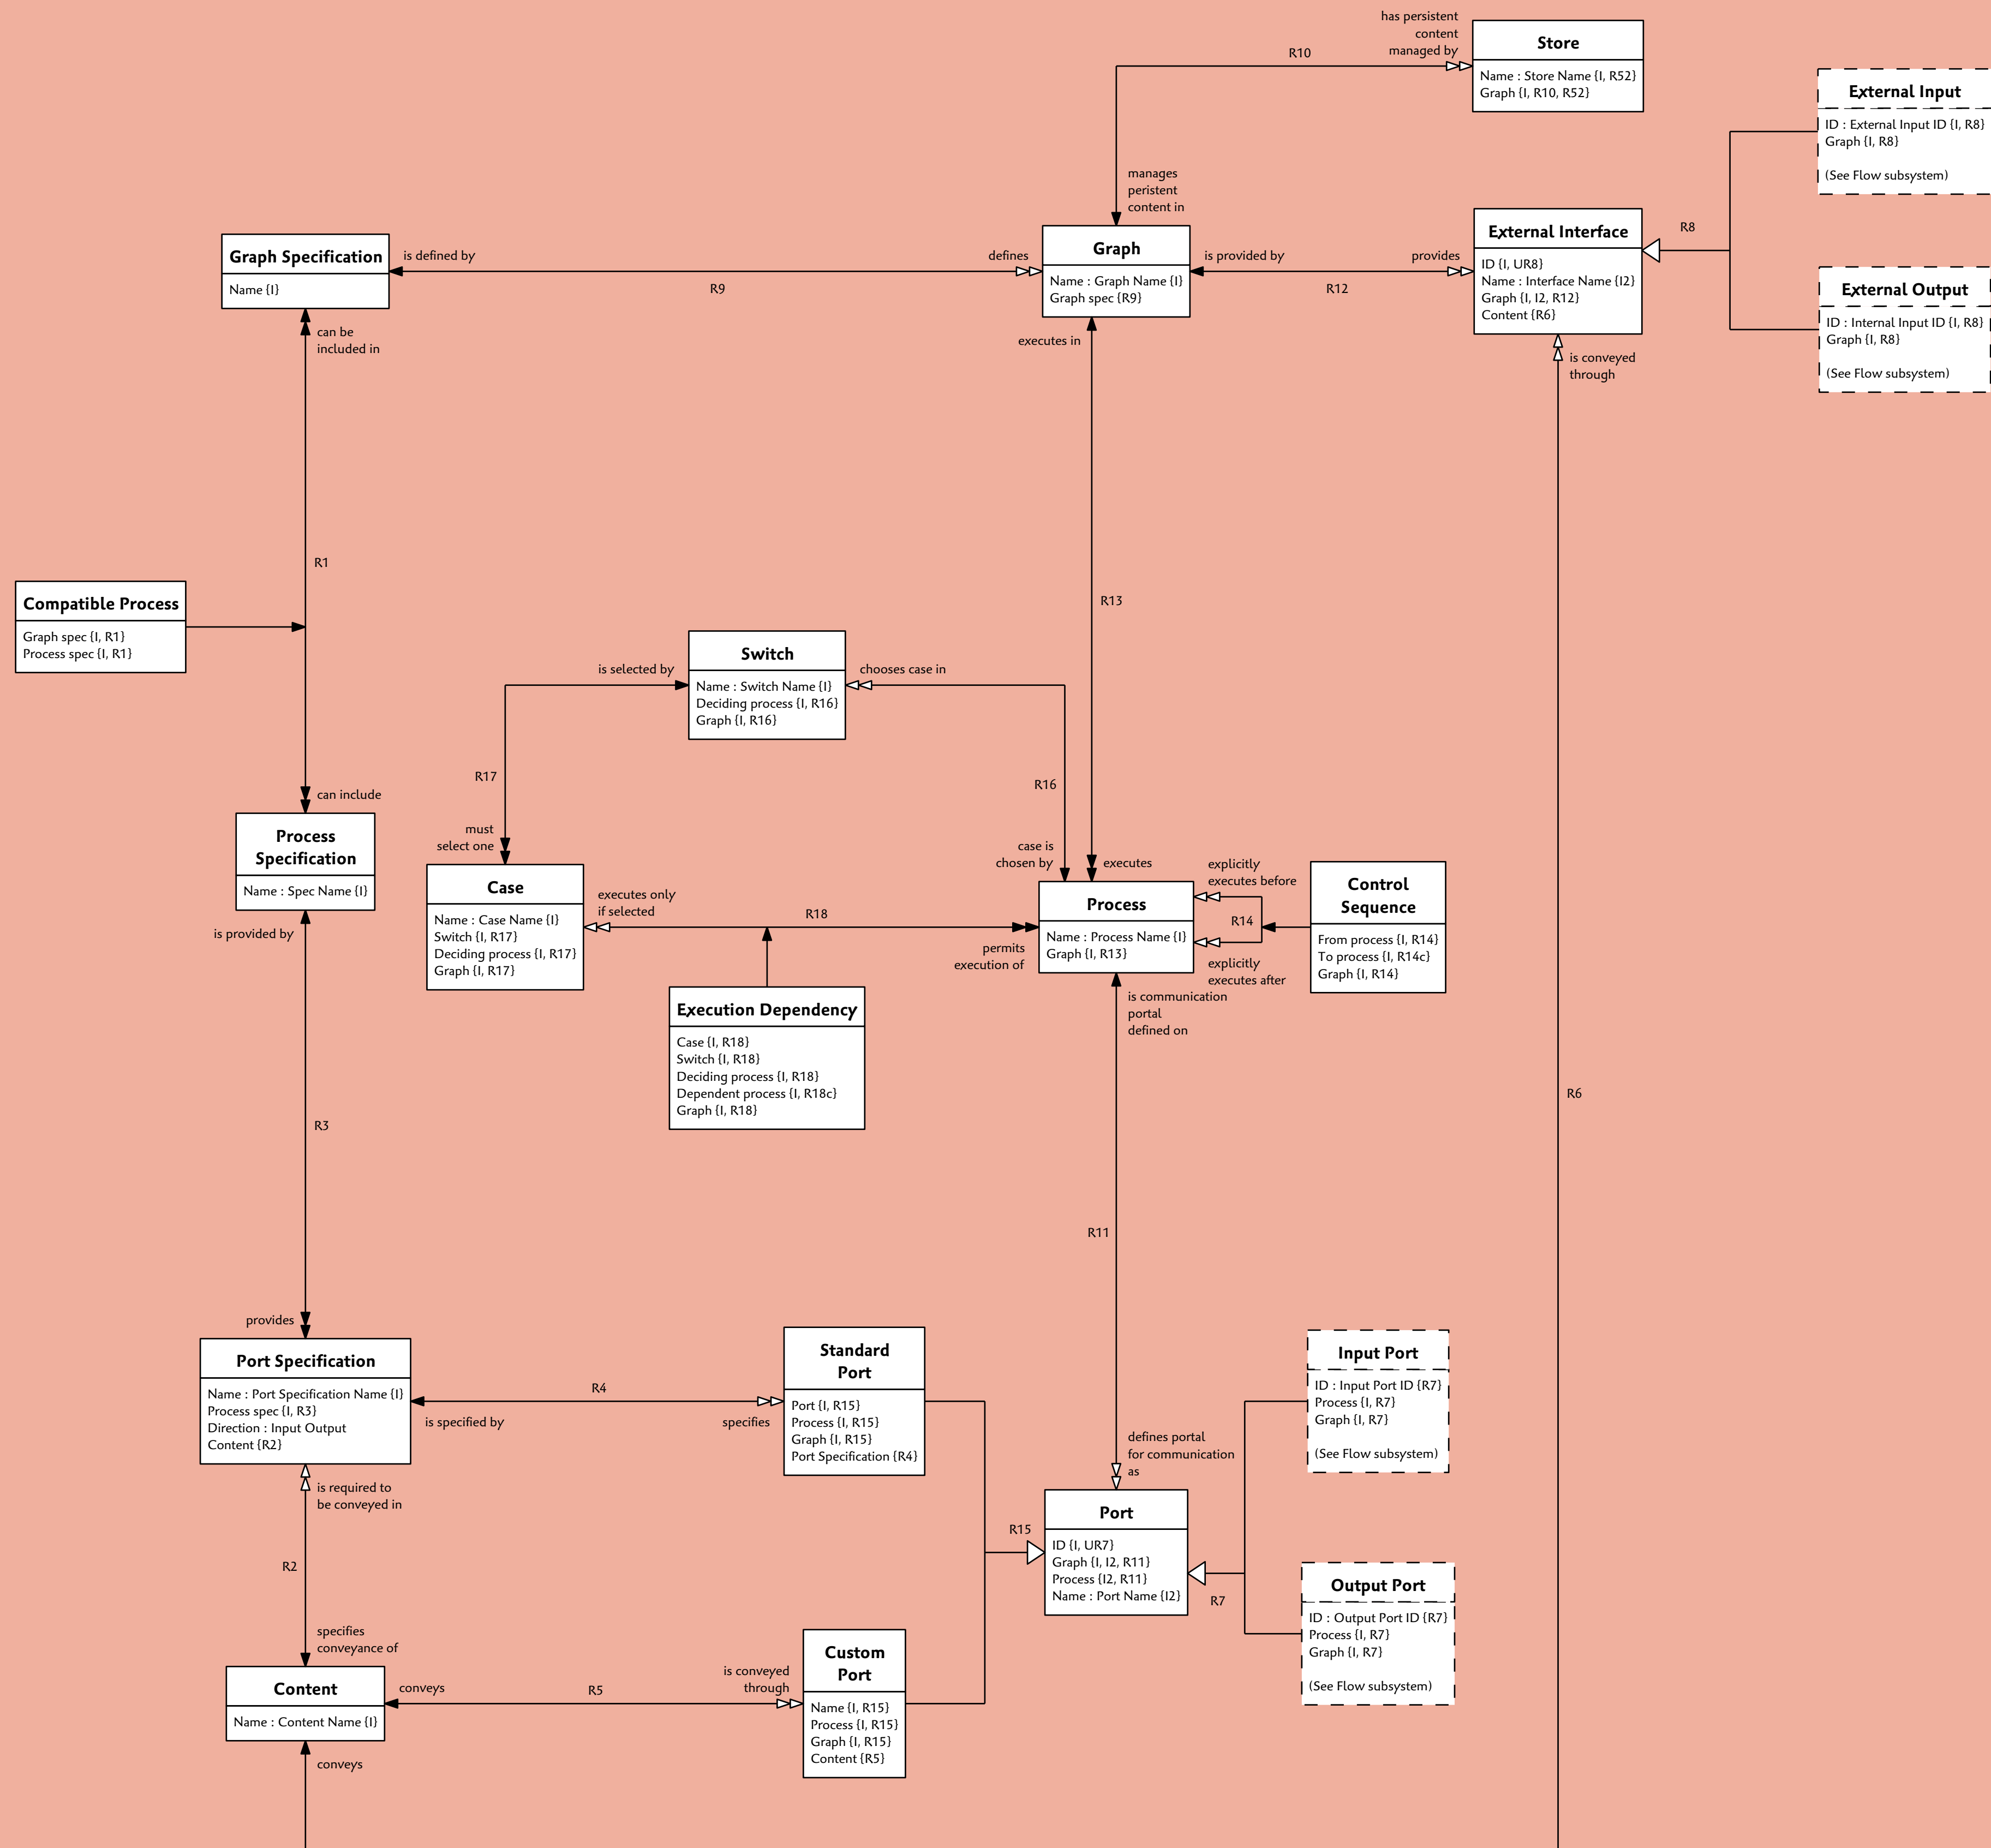 has persistent
content
managed by
R10
Store
Name : Store Name {I, R52}
Graph {I, R10, R52}
manages
peristent
content in
External Input
ID : External Input ID {I, R8}
Graph {I, R8}
(See Flow subsystem)
Graph Specification
Name {I}
is defined by
R9
defines
Graph
Name : Graph Name {I}
Graph spec {R9}
is provided by
R12
provides
External Interface
ID {I, UR8}
Name : Interface Name {I2}
Graph {I, I2, R12}
Content {R6}
R8
External Output
ID : Internal Input ID {I, R8}
Graph {I, R8}
(See Flow subsystem)
can be
included in
executes in
is conveyed
through
R1
Compatible Process
Graph spec {I, R1}
Process spec {I, R1}
R13
Switch
Name : Switch Name {I}
Deciding process {I, R16}
Graph {I, R16}
is selected by
chooses case in
R17
R16
can include
must
select one
case is
chosen by
executes
Process
Specification
Name : Spec Name {I}
is provided by
Case
Name : Case Name {I}
Switch {I, R17}
Deciding process {I, R17}
Graph {I, R17}
executes only
if selected
R18
permits
execution of
Process
Name : Process Name {I}
Graph {I, R13}
explicitly
executes before
R14
explicitly
executes after
Control
Sequence
From process {I, R14}
To process {I, R14c}
Graph {I, R14}
Execution Dependency
Case {I, R18}
Switch {I, R18}
Deciding process {I, R18}
Dependent process {I, R18c}
Graph {I, R18}
is communication
portal
defined on
R6
R3
R11
provides
Port Specification
Name : Port Specification Name {I}
Process spec {I, R3}
Direction : Input Output
Content {R2}
R4
is specified by
specifies
Standard
Port
Port {I, R15}
Process {I, R15}
Graph {I, R15}
Port Specification {R4}
defines portal
for communication
as
Input Port
ID : Input Port ID {R7}
Process {I, R7}
Graph {I, R7}
(See Flow subsystem)
is required to
be conveyed in
R2
R15
Port
ID {I, UR7}
Graph {I, I2, R11}
Process {I2, R11}
Name : Port Name {I2}
R7
Output Port
ID : Output Port ID {R7}
Process {I, R7}
Graph {I, R7}
(See Flow subsystem)
specifies
conveyance of
Content
Name : Content Name {I}
conveys
R5
is conveyed
through
Custom
Port
Name {I, R15}
Process {I, R15}
Graph {I, R15}
Content {R5}
conveys